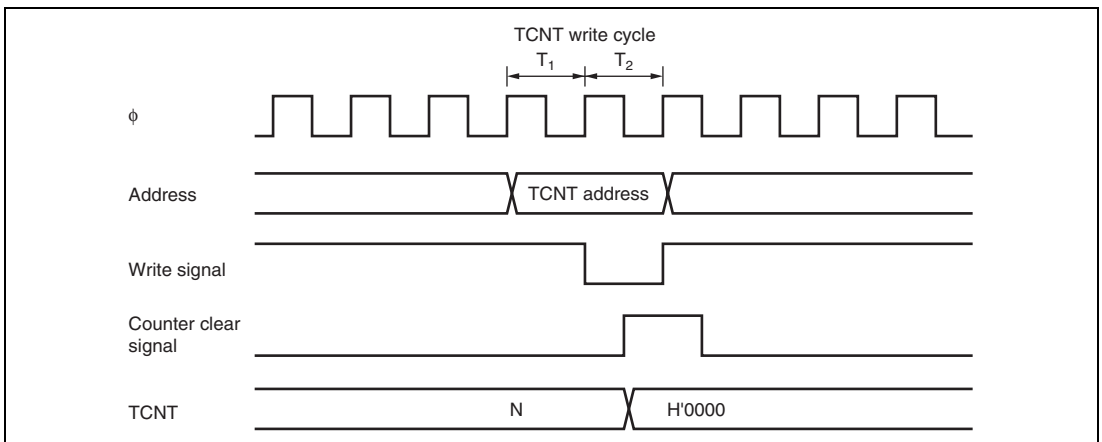 TCNT write cycle
T₁ T₂
ϕ
Address
TCNT address
Write signal
Counter clear
signal
TCNT
N
H'0000